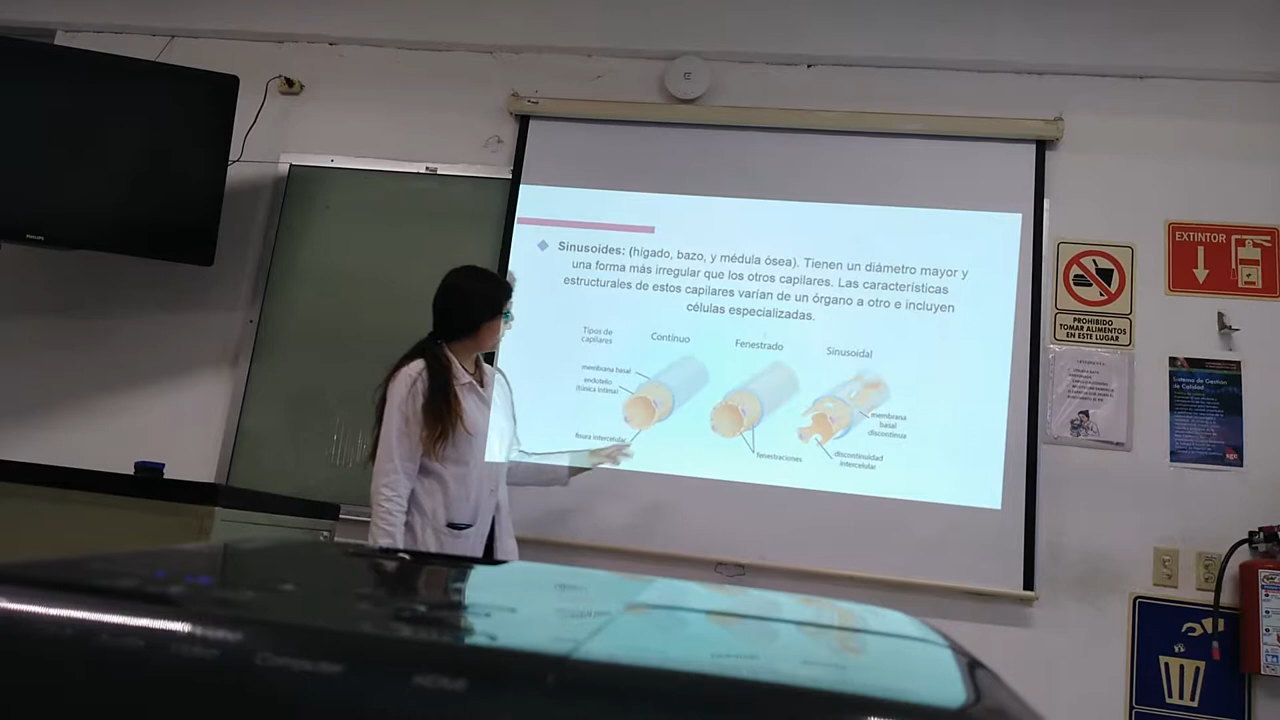 PHILIPS
Sinusoides: (hígado, bazo, y médula ósea). Tienen un diámetro mayor y
una forma más irregular que los otros capilares. Las características
estructurales de estos capilares varían de un órgano a otro e incluyen
células especializadas.
Tipos de
capilares
Contínuo
Fenestrado
Sinusoidal
membrana basal
endotelio
(túnica íntima)
fisura intercelular
fenestraciones
membrana
basal
discontinua
discontinuidad
intercelular
PROHIBIDO
TOMAR ALIMENTOS
EN ESTE LUGAR
EXTINTOR
Sistema de Gestión
de Calidad
Computer
HDMI